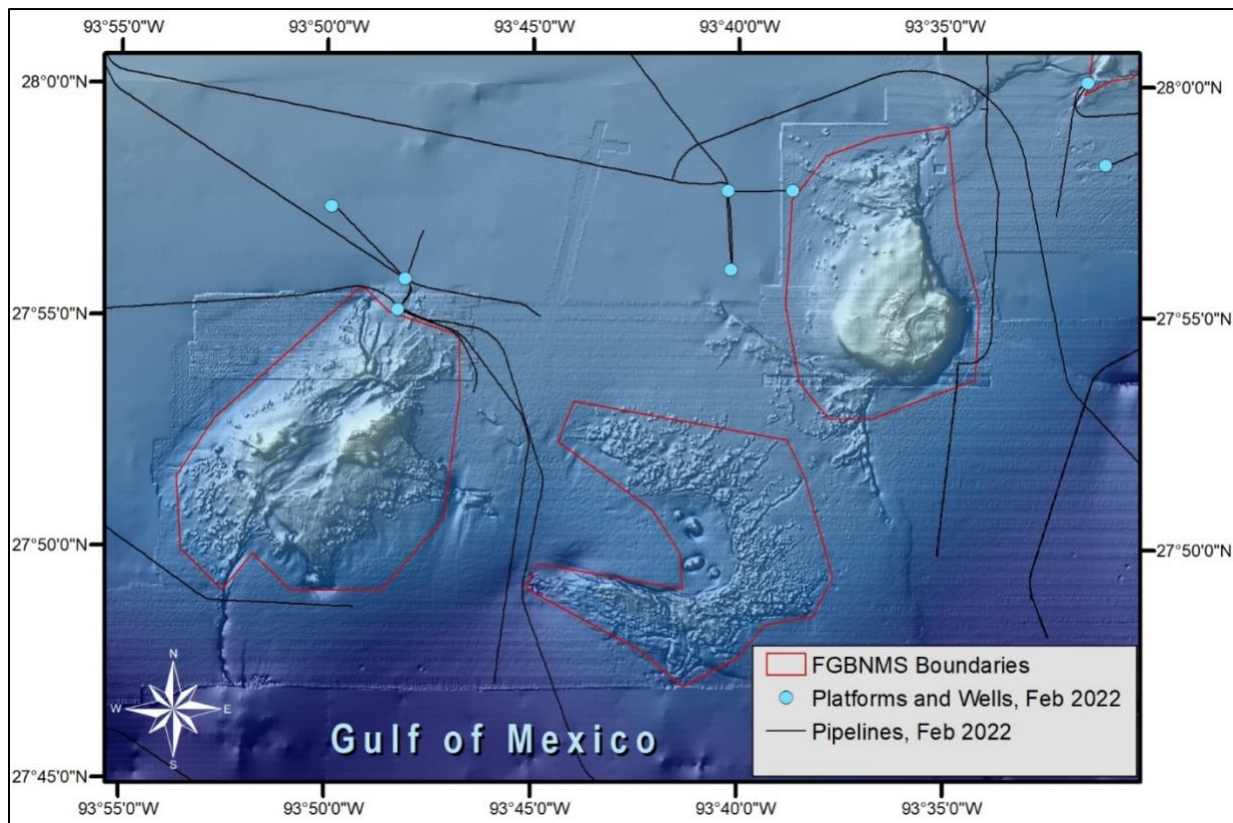 93°55'0"W 93°50'0"W 93°45'0"W 93°40'0"W 93°35'0"W
28°0'0"N 28°0'0"N
27°55'0"N 27°55'0"N
27°50'0"N 27°50'0"N
FGBNMS Boundaries
Platforms and Wells, Feb 2022
Pipelines, Feb 2022
N
W E
S
Gulf of Mexico
27°45'0"N
93°55'0"W 93°50'0"W 93°45'0"W 93°40'0"W 93°35'0"W